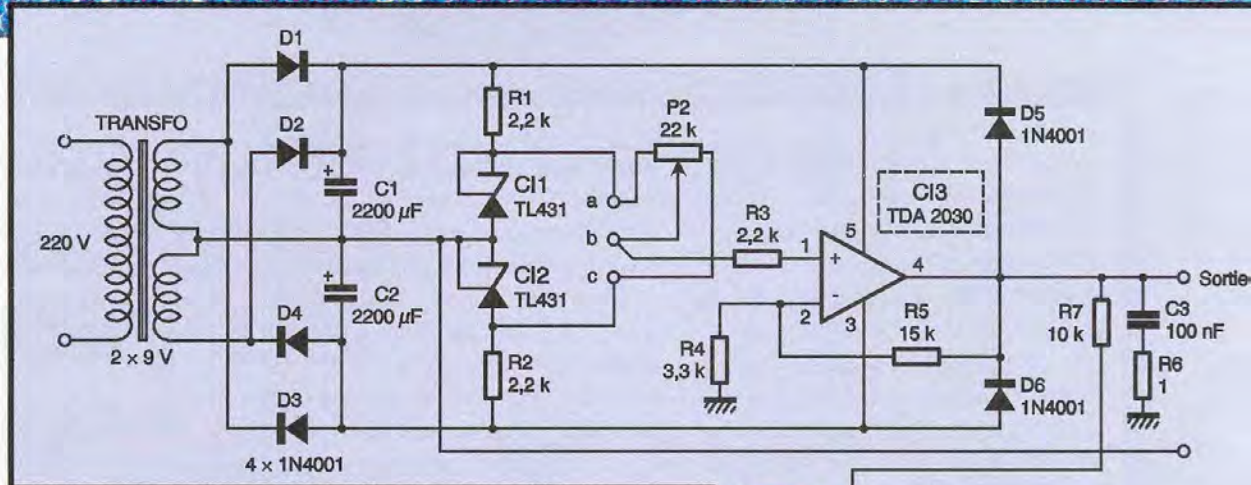 D1
TRANSFO
D2
220 V
2 × 9 V
D4
D3
4 × 1N4001
+
C1
2200 µF
+
C2
2200 µF
R1
2,2 k
CI1
TL431
CI2
TL431
R2
2,2 k
P2
22 k
a
b
c
R3
2,2 k
CI3
TDA 2030
1
+
5
4
-
2
3
R4
3,3 k
R5
15 k
D5
1N4001
D6
1N4001
R7
10 k
C3
100 nF
R6
1
Sortie